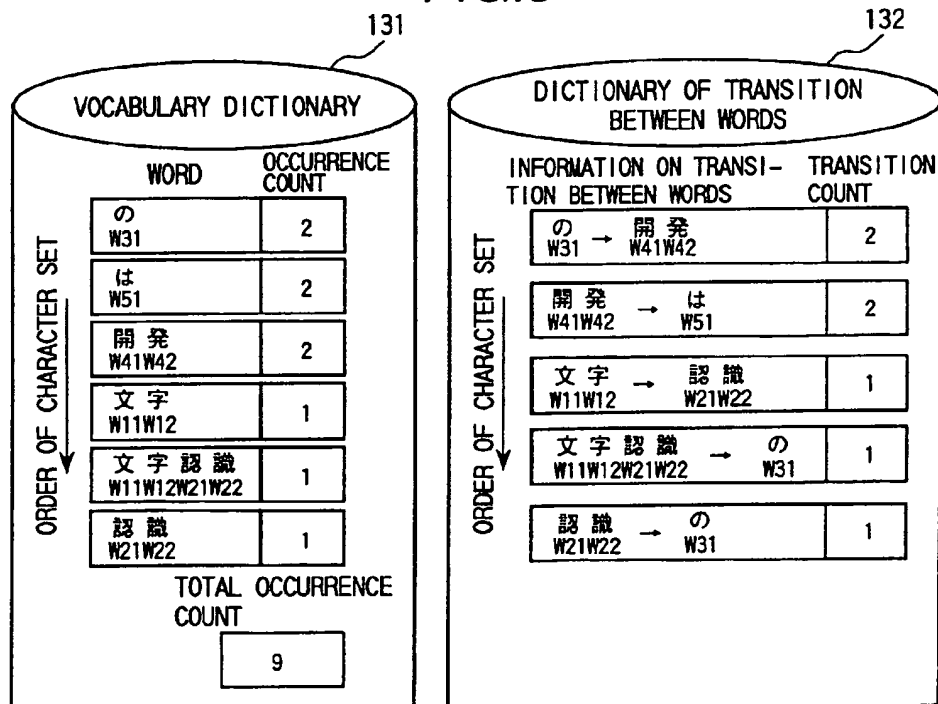 131
132
VOCABULARY DICTIONARY
WORD
OCCURRENCE
COUNT
ORDER OF CHARACTER SET
の
W31
2
は
W51
2
開発
W41W42
2
文字
W11W12
1
文字認識
W11W12W21W22
1
認識
W21W22
1
TOTAL OCCURRENCE
COUNT
9
DICTIONARY OF TRANSITION
BETWEEN WORDS
INFORMATION ON TRANSI-
TION BETWEEN WORDS
TRANSITION
COUNT
ORDER OF CHARACTER SET
の → 開発
W31 W41W42
2
開発 → は
W41W42 W51
2
文字 → 認識
W11W12 W21W22
1
文字認識 → の
W11W12W21W22 W31
1
認識 → の
W21W22 W31
1